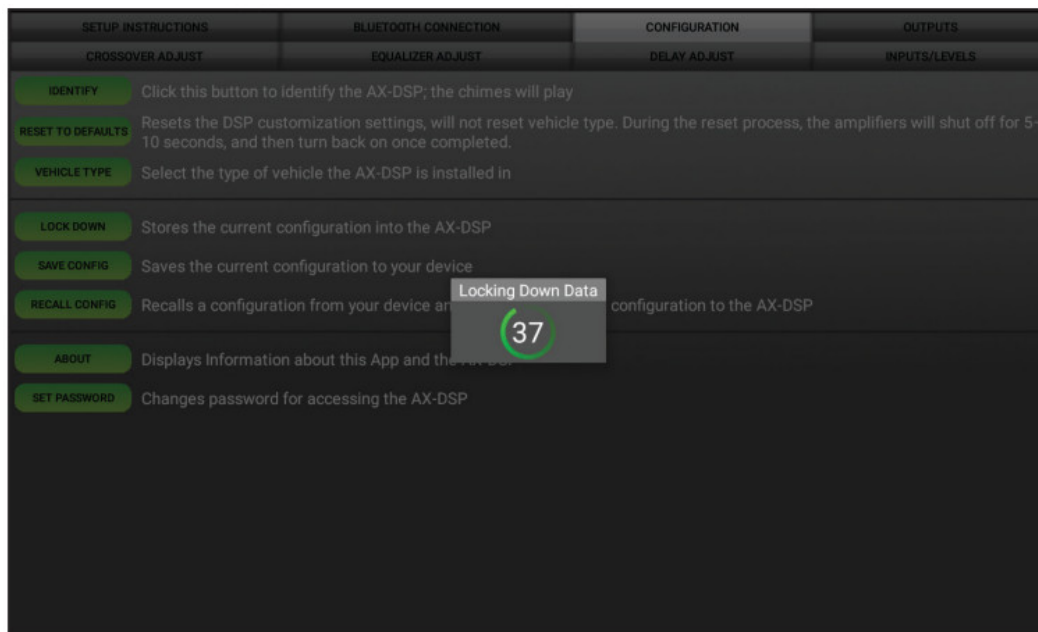 SETUP INSTRUCTIONS BLUETOOTH CONNECTION CONFIGURATION OUTPUTS
CROSSOVER ADJUST EQUALIZER ADJUST DELAY ADJUST INPUTS/LEVELS
IDENTIFY Click this button to identify the AX-DSP; the chimes will play
RESET TO DEFAULTS Resets the DSP customization settings, will not reset vehicle type. During the reset process, the amplifiers will shut off for 5-
10 seconds, and then turn back on once completed.
VEHICLE TYPE Select the type of vehicle the AX-DSP is installed in
LOCK DOWN Stores the current configuration into the AX-DSP
SAVE CONFIG Saves the current configuration to your device
Locking Down Data
RECALL CONFIG Recalls a configuration from your device configuration to the AX-DSP
37
ABOUT Displays Information about this App and the AX-DSP
SET PASSWORD Changes password for accessing the AX-DSP